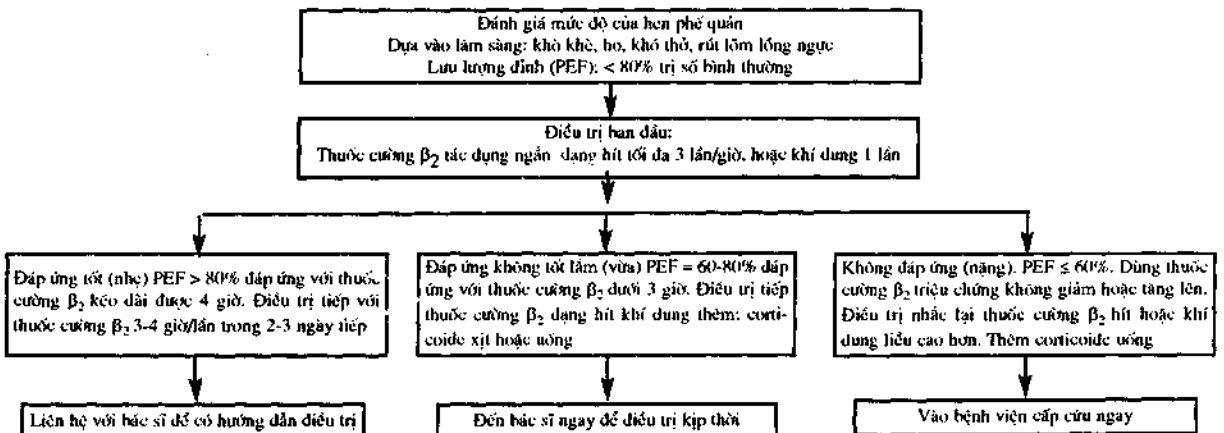 Đánh giá mức độ của hen phế quản
Dựa vào lâm sàng: khò khè, ho, khó thở, rút lõm lồng ngực
Lưu lượng đỉnh (PEF): < 80% trị số bình thường
Điều trị ban đầu:
Thuốc cường β₂ tác dụng ngắn dạng hít tối đa 3 lần/giờ, hoặc khí dung 1 lần
Đáp ứng tốt (nhẹ) PEF > 80% đáp ứng với thuốc
cường β₂ kéo dài được 4 giờ. Điều trị tiếp với
thuốc cường β₂ 3-4 giờ/lần trong 2-3 ngày tiếp
Liên hệ với bác sĩ để có hướng dẫn điều trị
Đáp ứng không tốt lắm (vừa) PEF = 60-80% đáp
ứng với thuốc cường β₂ dưới 3 giờ. Điều trị tiếp
thuốc cường β₂ dạng hít khí dung thêm: corti-
coide xịt hoặc uống
Đến bác sĩ ngay để điều trị kịp thời
Không đáp ứng (nặng). PEF ≤ 60%. Dùng thuốc
cường β₂ triệu chứng không giảm hoặc tăng lên.
Điều trị nhắc lại thuốc cường β₂ hít hoặc khí
dung liều cao hơn. Thêm corticoide uống
Vào bệnh viện cấp cứu ngay